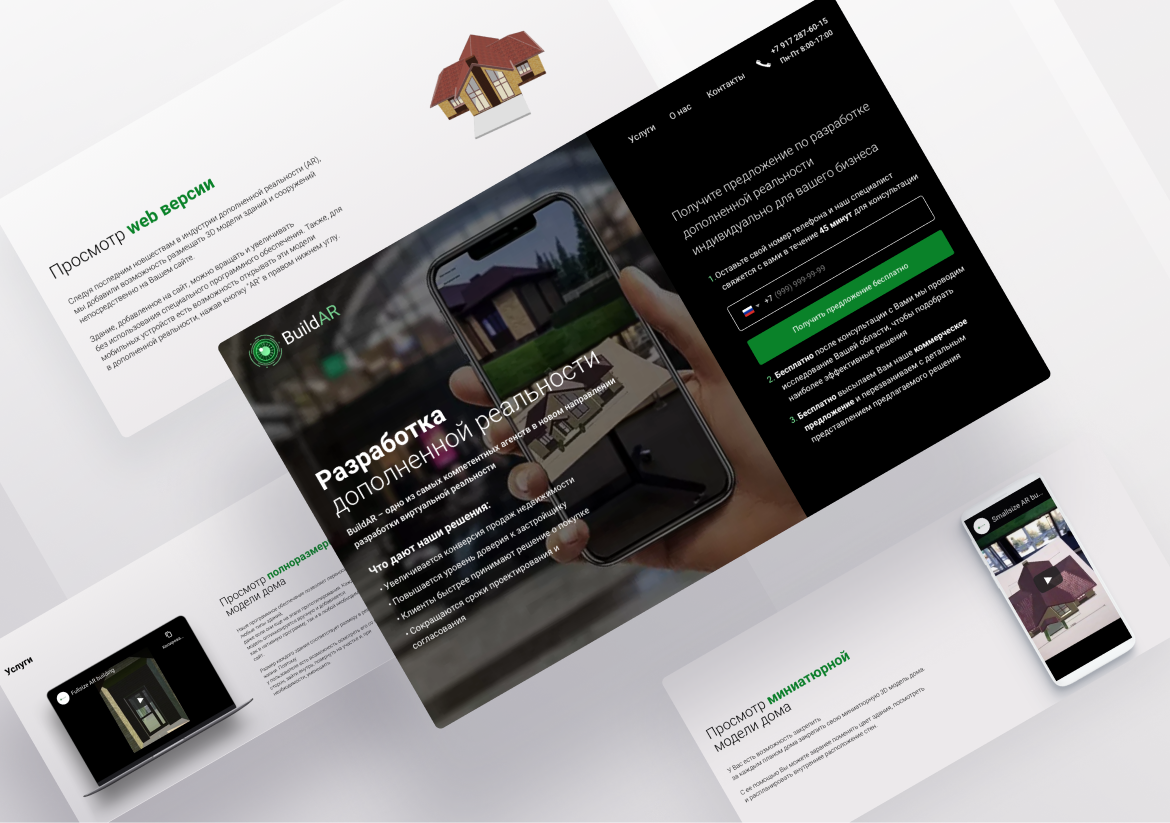 Просмотр web версии
Следуя последним новшествам в индустрии дополненной реальности (AR),
мы добавили возможность размещать 3D модели зданий и сооружений
непосредственно на Вашем сайте.
Здание, добавленное на сайт, можно вращать и увеличивать
без использования специального программного обеспечения. Также, для
мобильных устройств есть возможность открывать эти модели
в дополненной реальности, нажав кнопку "AR" в правом нижнем углу.
BuildAR
Разработка
дополненной реальности
BuildAR – одно из самых компетентных агентств в новом направлении
разработки виртуальной реальности
Что дают наши решения:
• Увеличивается конверсия продаж недвижимости
• Повышается уровень доверия к застройщику
• Клиенты быстрее принимают решение о покупке
• Сокращаются сроки проектирования и
согласования
Услуги
О нас
Контакты
+7 917 287-60-15
Пн-Пт 8:00-17:00
Получите предложение по разработке
дополненной реальности
индивидуально для вашего бизнеса
1. Оставьте свой номер телефона и наш специалист
свяжется с вами в течение 45 минут для консультации
+7 (999) 999-99-99
Получить предложение бесплатно
2. Бесплатно после консультации с Вами мы проводим
исследование Вашей области, чтобы подобрать
наиболее эффективные решения
3. Бесплатно высылаем Вам наше коммерческое
предложение и перезваниваем с детальным
представлением предлагаемого решения
Услуги
Fullsize AR building
Просмотр полноразмер
модели дома
Smallsize AR bu...
Просмотр миниатюрной
модели дома
У Вас есть возможность закрепить
за каждым планом дома закрепить свою миниатюрную 3D модель дома.
С ее помощью Вы можете заранее поменять цвет здания, посмотреть
и распланировать внутреннее расположение стен.